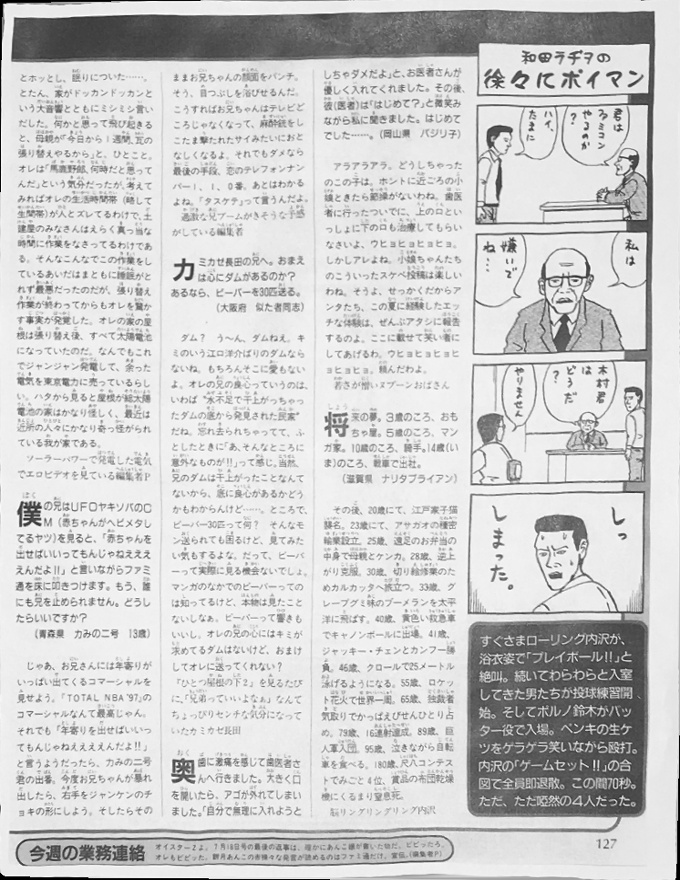 とホッとし、眠りについた……。
とたん、家がドッカンドッカンと
いう大音響とともにミシミシ言い
だした。何かと思って飛び起きる
と、母親が「今日から1週間、瓦の
張り替えやるから」と、ひとこと。
オレは「馬鹿野郎、何時だと思って
んだ」という気分だったが、考えて
みればオレの生活時間帯(略して
生間帯)が人とズレてるわけで、土
建屋のみなさんはえらく真っ当な
時間に作業をなさってるわけであ
る。そんなこんなでこの作業をし
ているあいだはまともに睡眠がと
れず最悪だったのだが、張り替え
作業が終わってからもオレを驚か
す事実が発覚した。オレの家の屋
根は張り替え後、すべて太陽電池
になっていたのだ。なんでもこれ
でジャンジャン発電して、余った
電気を東京電力に売っているらし
い。ハタから見ると屋根が総太陽
電池の家はかなり怪しく、最近は
近所の人々にかなり奇っ怪がられ
ている我が家である。
ソーラーパワーで発電した電気
でエロビデオを見ている編集者P
僕の兄はUFOヤキソバのC
M(赤ちゃんがヘビメタし
てるヤツ)を見ると、「赤ちゃんを
出せばいいってもんじゃねえええ
えんだよ!!」と言いながらファミ
通を床に叩きつけます。もう、誰
にも兄を止められません。どうし
たらいいですか?
(青森県 力みの二号 13歳)
じゃあ、お兄さんには年寄りが
いっぱい出てくるコマーシャルを
見せよう。「TOTAL NBA'97」の
コマーシャルなんて最高じゃん。
それでも「年寄りを出せばいいっ
てもんじゃねええええんだよ!!」
と言うようだったら、力みの二号
君の出番。今度お兄ちゃんが暴れ
出したら、右手をジャンケンのチ
ョキの形にしよう。そしたらその
ままお兄ちゃんの顔面をパンチ。
そう、目つぶしを浴びせるんだ。
こうすればお兄ちゃんはテレビど
ころじゃなくなって、麻酔銃をし
こたま撃たれたサイみたいにおと
なしくなるよ。それでもダメなら
最後の手段、恋のテレフォンナン
バー1、1、0番。あとはわかる
よね。「タスケテ」って言うんだよ。
過激な兄ブームがきそうな予感
がしている編集者
カミカゼ長田の兄へ。おまえ
は心にダムがあるのか?
あるなら、ビーバーを30匹送る。
(大阪府 似た者同志)
ダム? う〜ん、ダムねえ。キ
ミのいう江口洋介ばりのダムなら
ないね。もちろんそこに愛もない
よ。オレの兄の良心っていうのは、
いわば“水不足で干上がっちゃっ
たダムの底から発見された民家”
だね。忘れ去られちゃってて、ふ
としたときに「あ、そんなところに
意外なものが!!」って感じ。当然、
兄のダムは干上がったことなんて
ないから、底に良心があるかどう
かもわからんけど……。ところで、
ビーバー30匹って何? そんなモ
ン送られても困るけど、見てみた
い気もするよな。だって、ビーバ
ーって実際に見る機会ないでしょ。
マンガのなかでのビーバーっての
は知ってるけど、本物は見たこと
ないしなぁ。ビーバーって響きも
いいし。オレの兄の心にはキミが
求めてるダムはないけど、おまけ
してオレに送ってくれない?
『ひとつ屋根の下2』を見るたび
に、「兄弟っていいよなぁ」なんて
ちょっぴりセンチな気分になって
いたカミカゼ長田
奥歯に激痛を感じて歯医者さ
んへ行きました。大きく口
を開いたら、アゴが外れてしまい
ました。「自分で無理に入れようと
しちゃダメだよ」と、お医者さんが
優しく入れてくれました。その後、
彼(医者)は「はじめて?」と微笑み
ながら私に聞きました。はじめて
でした……。(岡山県 バジリ子)
アラアラアラ。どうしちゃった
のこの子は。ホントに近ごろの小
娘ときたら節操がないわね。歯医
者に行ったついでに、上の口とい
っしょに下の口も治療してもらい
なさいよ、ウヒョヒョヒョヒョ。
しかしアレよね。小娘ちゃんたち
のこういったスケベ投稿は楽しい
わね。そうよ、せっかくだからア
ンタたち、この夏に経験したエッ
チな体験は、ぜんぶアタシに報告
するのよ。ここに載せて笑い者に
してあげるわ。ウヒョヒョヒョヒ
ョヒョヒョ。頼んだわよ。
若さが憎いヌブーンおばさん
将来の夢。3歳のころ、おも
ちゃ屋。5歳のころ、マン
ガ家。10歳のころ、騎手。14歳(い
ま)のころ、戦車で出社。
(滋賀県 ナリタブライアン)
その後、20歳にて、江戸家子猫
襲名。23歳にて、アサガオの種密
輸業設立。25歳、遠足のお弁当の
中身で母親とケンカ。28歳、逆上
がり克服。30歳、切り絵修業のた
めカルカッタへ旅立つ。33歳、グ
レープグミ味のブーメランを太平
洋に飛ばす。40歳、黄色い救急車
でキャノンボールに出場。41歳、
ジャッキー・チェンとカンフー勝
負。46歳、クロールで25メートル
泳げるようになる。55歳、ロケッ
ト花火で世界一周。65歳、独裁者
気取りでかっぱえびせんひとり占
め。79歳、16連射達成。89歳、巨
人軍入団。95歳、泣きながら自転
車を食べる。180歳、尺八コンテス
トでみごと4位、賞品の布団乾燥
機にくるまり窒息死。
脳リングリングリング内沢
和田ラヂヲの
徐々にポイマン
君は
ファミコン
やるのか
?
ハイ、
たまに
私は
嫌いで
ね…
木村君
は
どうだ
?
やりません
しっ
しまった。
すぐさまローリング内沢が、
浴衣姿で「プレイボール!!」と
絶叫。続いてわらわらと入室
してきた男たちが投球練習開
始。そしてポルノ鈴木がバッ
ター役で入場。ペンキの生ケ
ツをゲラゲラ笑いながら殴打。
内沢の「ゲームセット!!」の合
図で全員即退散。この間70秒。
ただ、ただ啞然の4人だった。
127
今週の業務連絡
オイスター2よ。7月18日号の最後の返事は、確かにあんこ姫が書いた物だ。ビビったろ。
オレもビビった。